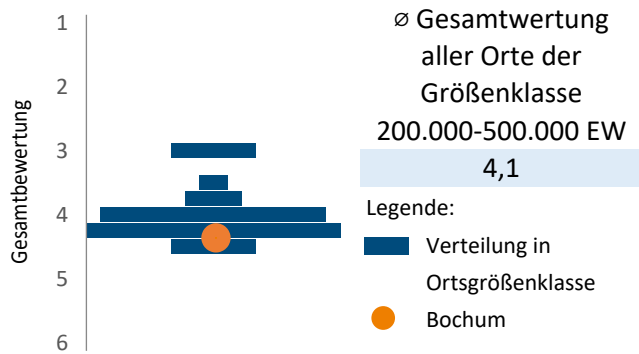 Gesamtbewertung
1
2
3
4
5
6
∅ Gesamtwertung
aller Orte der
Größenklasse
200.000-500.000 EW
4,1
Legende:
Verteilung in
Ortsgrößenklasse
Bochum